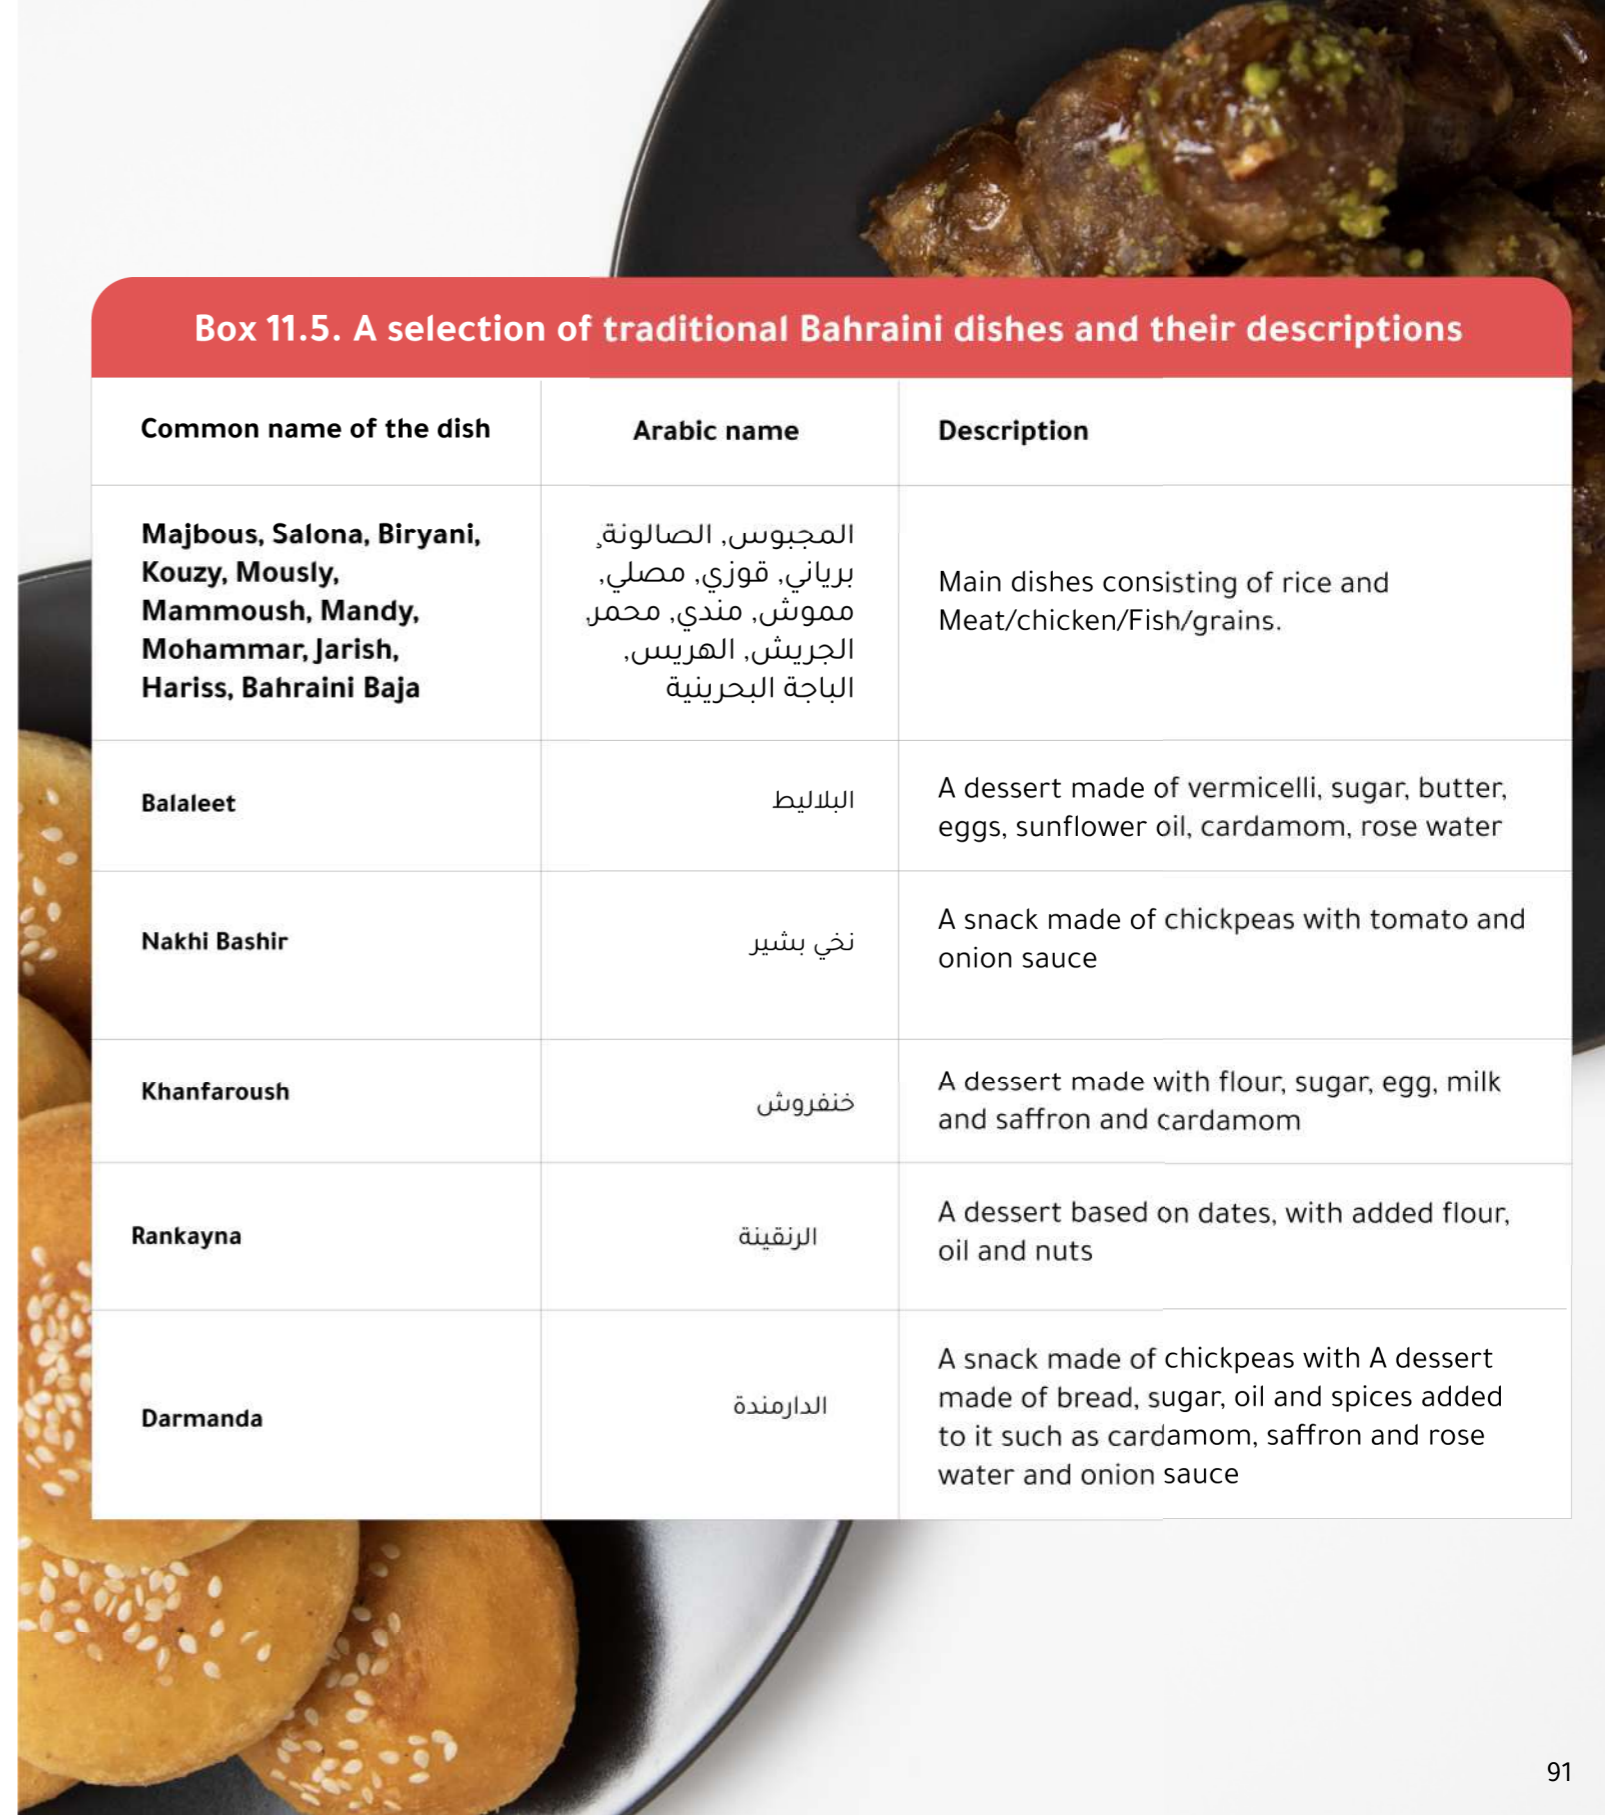 Box 11.5. A selection of traditional Bahraini dishes and their descriptions
Common name of the dish
Arabic name
Description
Majbous, Salona, Biryani,
Kouzy, Mously,
Mammoush, Mandy,
Mohammar, Jarish,
Hariss, Bahraini Baja
المجبوس, الصالونة,
برياني, قوزي, مصلي,
مموش, مندي, محمر,
الجريش, الهريس,
الباجة البحرينية
Main dishes consisting of rice and
Meat/chicken/Fish/grains.
Balaleet
البلاليط
A dessert made of vermicelli, sugar, butter,
eggs, sunflower oil, cardamom, rose water
Nakhi Bashir
نخي بشير
A snack made of chickpeas with tomato and
onion sauce
Khanfaroush
خنفروش
A dessert made with flour, sugar, egg, milk
and saffron and cardamom
Rankayna
الرنقينة
A dessert based on dates, with added flour,
oil and nuts
Darmanda
الدارمندة
A snack made of chickpeas with A dessert
made of bread, sugar, oil and spices added
to it such as cardamom, saffron and rose
water and onion sauce
91